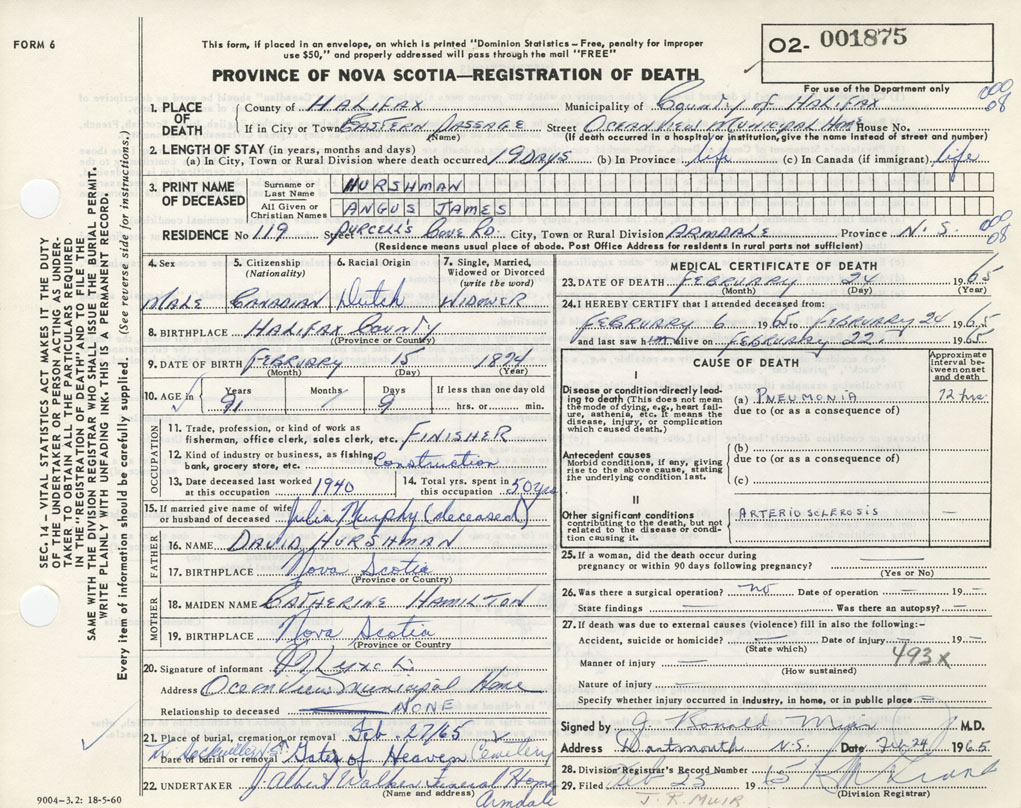 FORM 6
This form, if placed in an envelope, on which is printed "Dominion Statistics – Free, penalty for improper
use $50," and properly addressed will pass through the mail "FREE"
O2- 001875
PROVINCE OF NOVA SCOTIA—REGISTRATION OF DEATH
For use of the Department only
1. PLACE OF DEATH
County of HALIFAX Municipality of County of HALIFAX
If in City or Town EASTERN PASSAGE Street OCEAN VIEW MUNICIPAL HOME House No.
(Name) (If death occurred in a hospital or institution, give the name instead of street and number)
2. LENGTH OF STAY (in years, months and days)
(a) In City, Town or Rural Division where death occurred 19 DAYS (b) In Province life (c) In Canada (if immigrant) life
3. PRINT NAME OF DECEASED
Surname or Last Name HURSHMAN
All Given or Christian Names ANGUS JAMES
RESIDENCE No 119 Street PURCELL'S COVE RD. City, Town or Rural Division ARMDALE Province N. S.
(Residence means usual place of abode. Post Office Address for residents in rural parts not sufficient)
4. Sex MALE
5. Citizenship (Nationality) CANADIAN
6. Racial Origin Dutch
7. Single, Married, Widowed or Divorced (write the word) WIDOWER
8. BIRTHPLACE HALIFAX COUNTY
(Province or Country)
9. DATE OF BIRTH FEBRUARY 15 1874
(Month) (Day) (Year)
10. AGE in Years 91 Months Days 9 If less than one day old hrs. or min.
OCCUPATION
11. Trade, profession, or kind of work as fisherman, office clerk, sales clerk, etc. FINISHER
12. Kind of industry or business, as fishing, bank, grocery store, etc. Construction
13. Date deceased last worked at this occupation 1940
14. Total yrs. spent in this occupation 50 yrs
15. If married give name of wife or husband of deceased Julia Murphy (deceased)
FATHER
16. NAME DAVID HURSHMAN
17. BIRTHPLACE Nova Scotia
(Province or Country)
MOTHER
18. MAIDEN NAME CATHERINE HAMILTON
19. BIRTHPLACE Nova Scotia
(Province or Country)
20. Signature of informant
Address Ocean View Municipal Home
Relationship to deceased NONE
21. Place of burial, cremation or removal Feb. 27/65
Date of burial or removal Gates of Heaven Cemetery
22. UNDERTAKER J. Albert Walker Funeral Home
(Name and address) Armdale
9004-3.2: 18-5-60
MEDICAL CERTIFICATE OF DEATH
23. DATE OF DEATH FEBRUARY 24 1965
(Month) (Day) (Year)
24. I HEREBY CERTIFY that I attended deceased from:
FEBRUARY 6 1965 to FEBRUARY 24 1965
and last saw him alive on FEBRUARY 22 1965
CAUSE OF DEATH
Approximate interval between onset and death
I
Disease or condition directly leading to death (This does not mean the mode of dying, e.g., heart failure, asthenia, etc. It means the disease, injury, or complication which caused death.)
(a) PNEUMONIA 72 hrs.
due to (or as a consequence of)
Antecedent causes
Morbid conditions, if any, giving rise to the above cause, stating the underlying condition last.
(b)
due to (or as a consequence of)
(c)
II
Other significant conditions contributing to the death, but not related to the disease or condition causing it. ARTERIOSCLEROSIS —
25. If a woman, did the death occur during pregnancy or within 90 days following pregnancy? —
(Yes or No)
26. Was there a surgical operation? no Date of operation — 19 —
State findings — Was there an autopsy? —
27. If death was due to external causes (violence) fill in also the following:-
Accident, suicide or homicide? — Date of injury 19 —
(State which)
493x
Manner of injury —
(How sustained)
Nature of injury —
Specify whether injured in Industry, in home, or in public place —
Signed by M.D.
Address Dartmouth N.S. Date Feb. 24, 1965
28. Division Registrar's Record Number
29. Filed Feb 25 1965
(Division Registrar)
J. R. MUIR
SEC. 14 – VITAL STATISTICS ACT MAKES IT THE DUTY
OF THE UNDERTAKER OR PERSON ACTING AS UNDER-
TAKER TO OBTAIN ALL THE PARTICULARS REQUIRED
IN THE "REGISTRATION OF DEATH" AND TO FILE THE
SAME WITH THE DIVISION REGISTRAR WHO SHALL ISSUE THE BURIAL PERMIT.
WRITE PLAINLY WITH UNFADING INK. THIS IS A PERMANENT RECORD.
Every item of information should be carefully supplied. (See reverse side for instructions.)